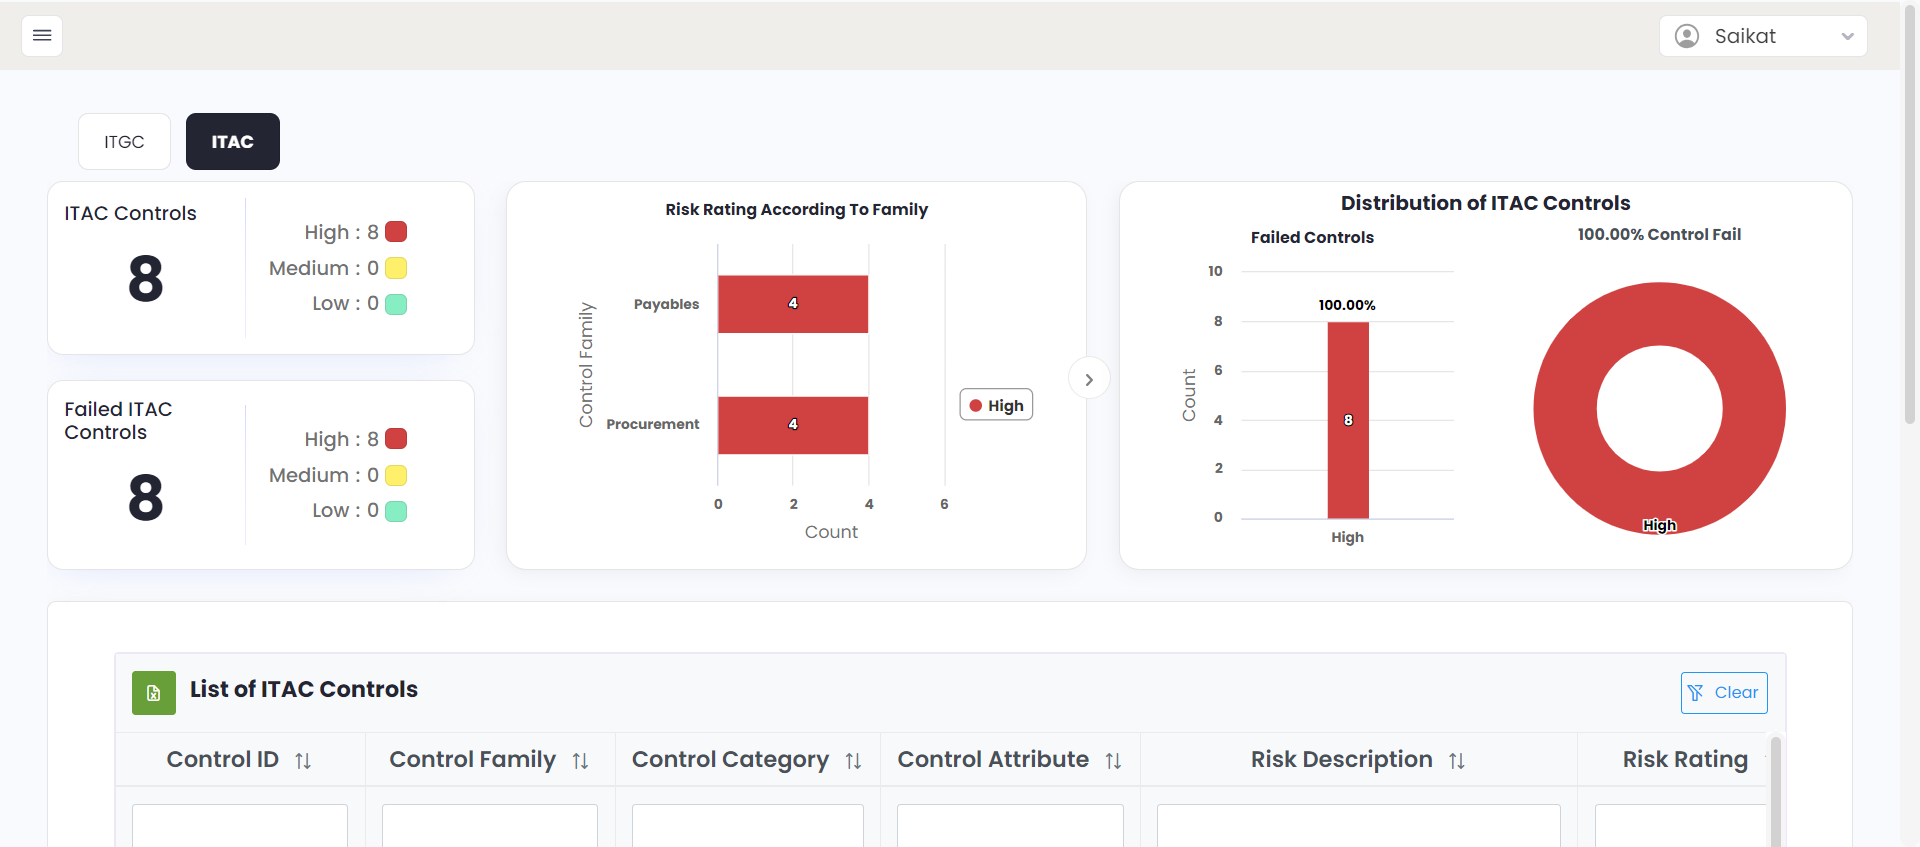 Saikat
ITGC
ITAC
ITAC Controls
8
High : 8
Medium : 0
Low : 0
Failed ITAC
Controls
8
High : 8
Medium : 0
Low : 0
Risk Rating According To Family
Control Family
Payables
4
Procurement
4
0 2 4 6
Count
High
Distribution of ITAC Controls
Failed Controls
Count
10
8
6
4
2
0
100.00%
8
High
100.00% Control Fail
High
List of ITAC Controls
Clear
Control ID Control Family Control Category Control Attribute Risk Description Risk Rating